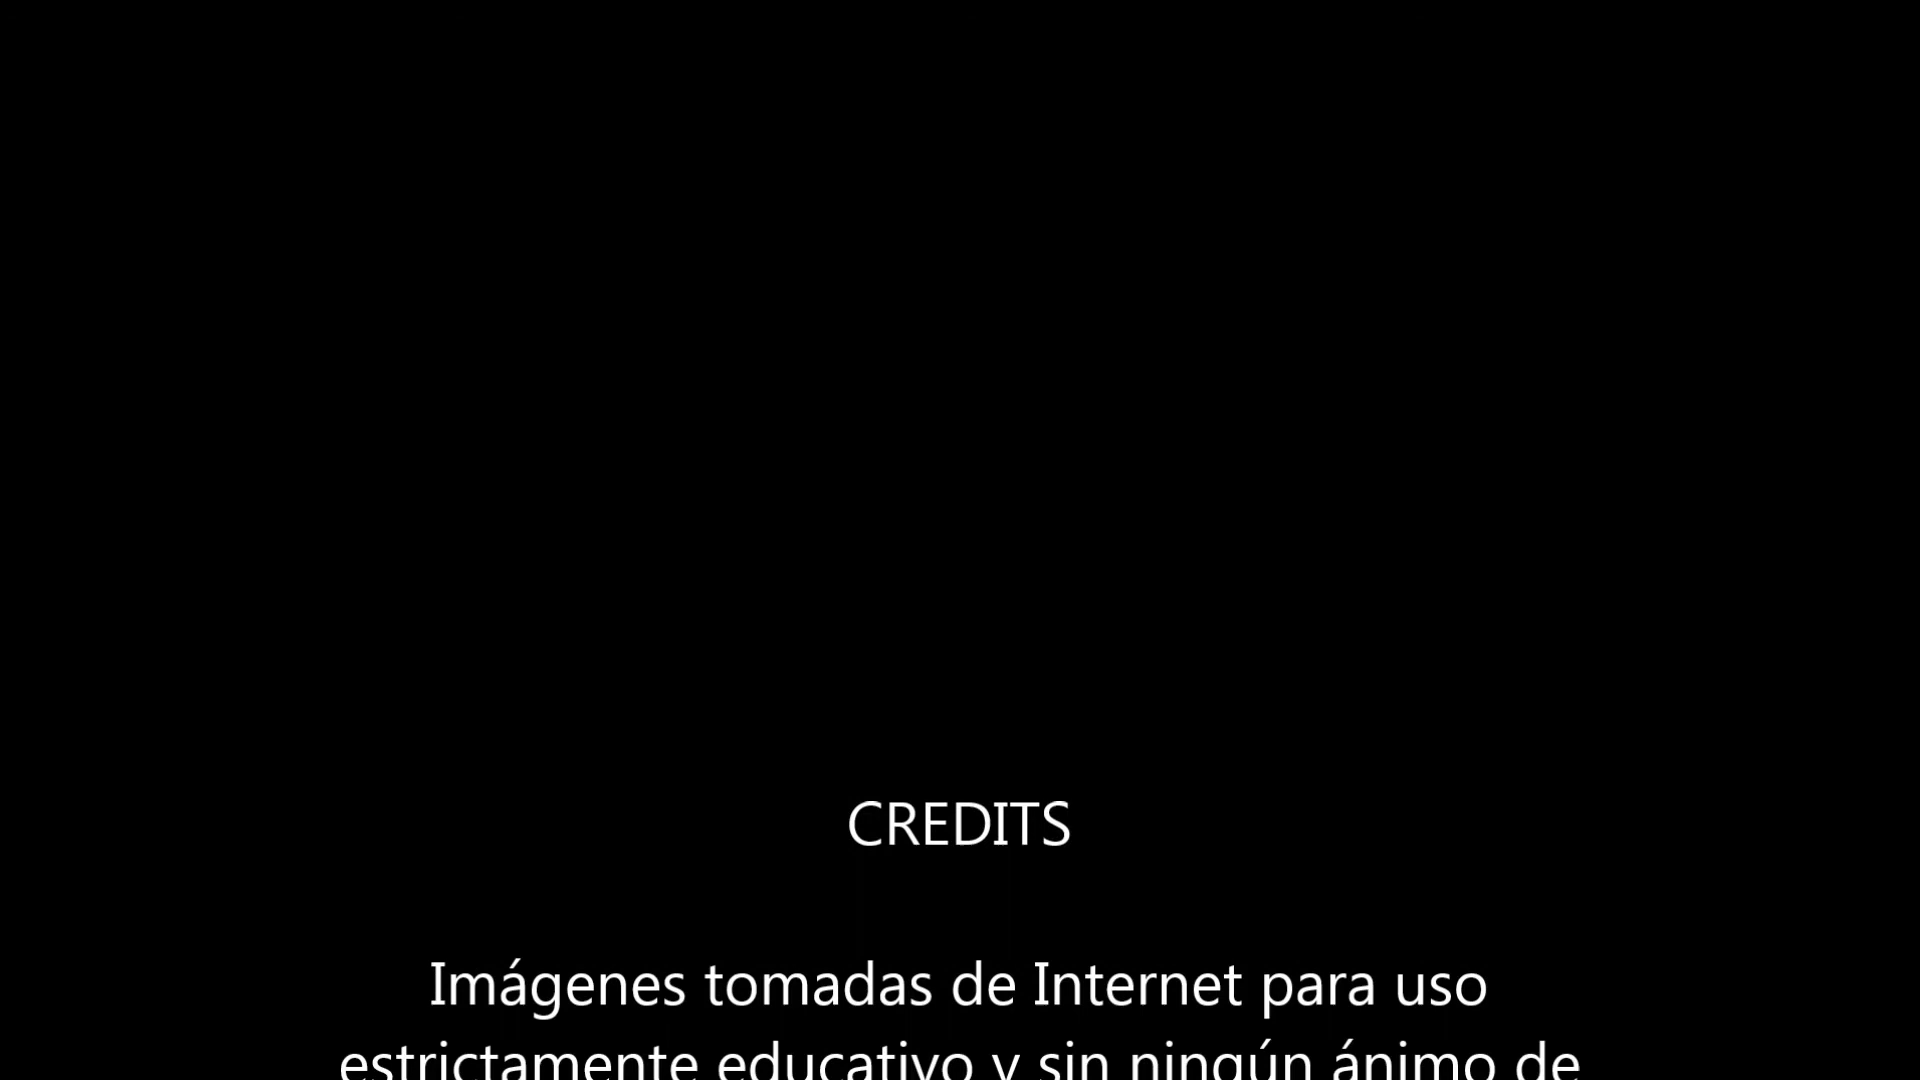 CREDITS
Imágenes tomadas de Internet para uso
estrictamente educativo y sin ningún ánimo de